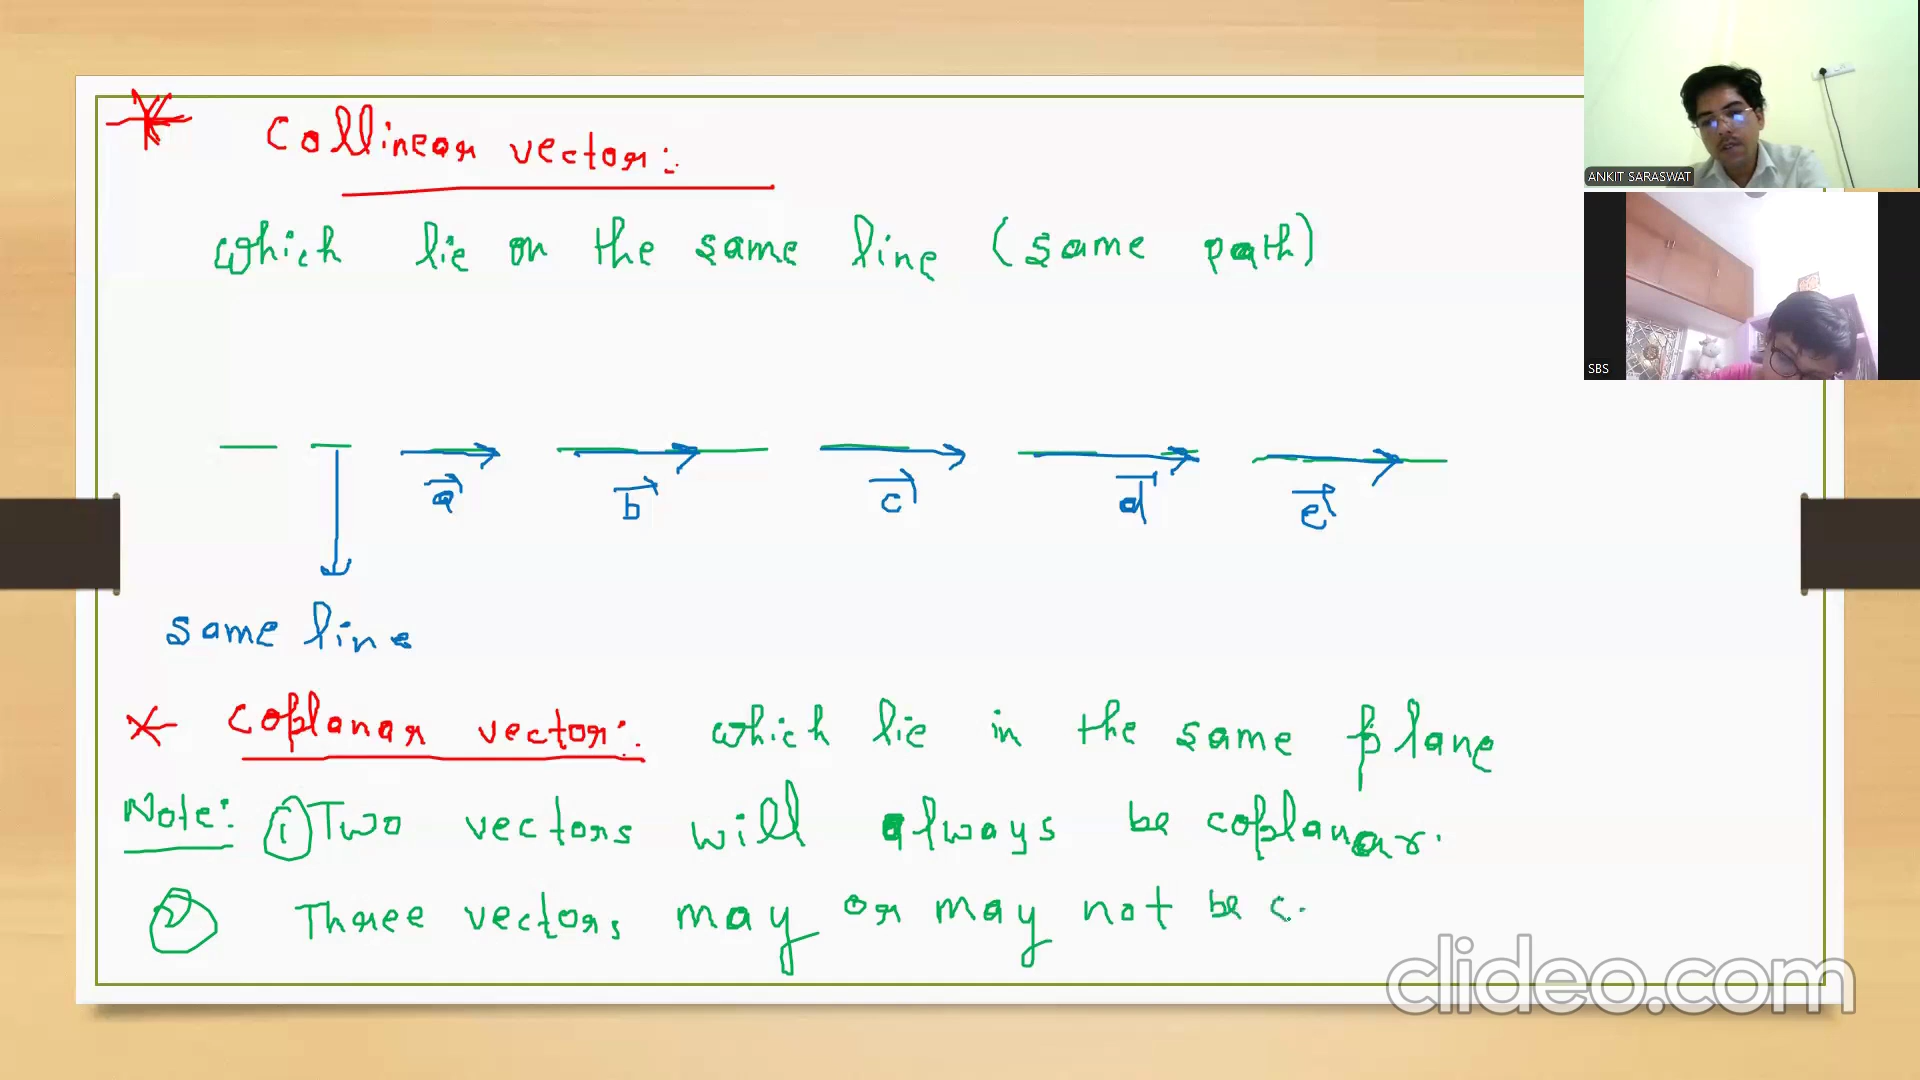 Collinear vector:
which lie on the same line (same path)
a b c d e
same line
Coplanar vector: which lie in the same plane
Note: (1) Two vectors will always be coplanar.
(2) Three vectors may or may not be c.
ANKIT SARASWAT
SBS
clideo.com